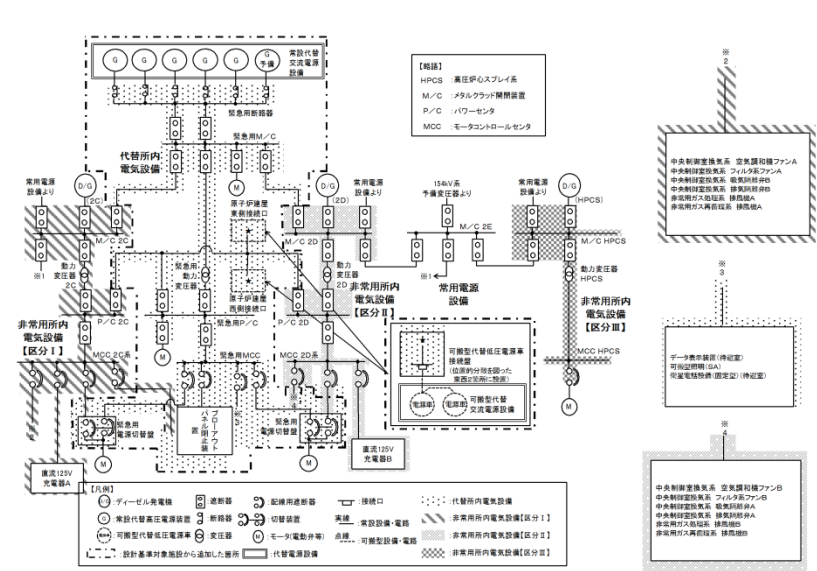 G
G
G
G
G
G
予備
常設代替
交流電源
設備
緊急用断路器
緊急用M/C
代替所内
電気設備
【略語】
HPCS :高圧炉心スプレイ系
M/C :メタルクラッド開閉装置
P/C :パワーセンタ
MCC :モータコントロールセンタ
※2
中央制御室換気系 空気調和機ファンA
中央制御室換気系 フィルタ系ファンA
中央制御室換気系 吸気隔離弁B
中央制御室換気系 排気隔離弁B
非常用ガス処理系 排風機A
非常用ガス再循環系 排風機A
常用電源
設備より
D/G
(2C)
M
原子炉建屋
東側接続口
D/G
(2D)
常用電源
設備より
154kV系
予備変圧器より
常用電源
設備より
D/G
(HPCS)
M/C 2C
M/C 2D
M/C 2E
M/C HPCS
※1
動力
変圧器
2C
緊急用
動力
変圧器
原子炉建屋
西側接続口
動力
変圧器
2D
※1
常用電源
設備
動力変圧器
HPCS
※3
P/C 2C
緊急用P/C
P/C 2D
M
非常用所内
電気設備
【区分Ⅰ】
非常用所内
電気設備
【区分Ⅱ】
非常用所内
電気設備
【区分Ⅲ】
データ表示装置(待避室)
可搬型照明(SA)
衛星電話設備(固定型)(待避室)
MCC 2C系
緊急用MCC
MCC 2D系
MCC HPCS
可搬型代替低圧電源車
接続盤
(位置的分散を図った
東西2箇所に設置)
電源車
電源車
可搬型代替
交流電源設備
M
※2
※3
※4
緊急用
電源切替盤
ブローアウト
パネル閉止装
置
緊急用
電源切替盤
M
M
直流125V
充電器A
直流125V
充電器B
※4
中央制御室換気系 空気調和機ファンB
中央制御室換気系 フィルタ系ファンB
中央制御室換気系 吸気隔離弁A
中央制御室換気系 排気隔離弁A
非常用ガス処理系 排風機B
非常用ガス再循環系 排風機B
【凡例】
D/G :ディーゼル発電機
:遮断器
:配線用遮断器
:接続口
:代替所内電気設備
G :常設代替高圧電源装置
:断路器
:切替装置
実線 :常設設備・電路
:非常用所内電気設備【区分Ⅰ】
電源車 :可搬型代替低圧電源車
:変圧器
M :モータ(電動弁等)
点線 :可搬型設備・電路
:非常用所内電気設備【区分Ⅱ】
:設計基準対象施設から追加した箇所
:代替電源設備
:非常用所内電気設備【区分Ⅲ】